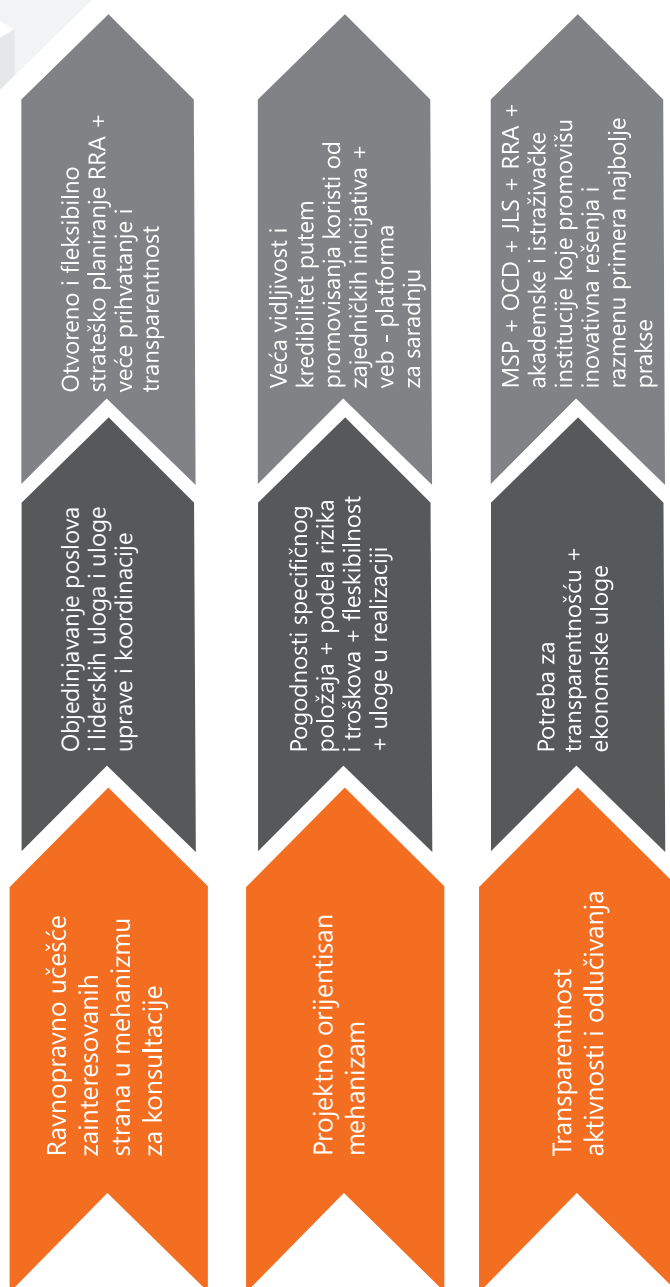 Ravnopravno učešće
zainteresovanih
strana u mehanizmu
za konsultacije
Objedinjavanje poslova
i liderskih uloga i uloge
uprave i koordinacije
Otvoreno i fleksibilno
strateško planiranje RRA +
veće prihvatanje i
transparentnost
Projektno orijentisan
mehanizam
Pogodnosti specifičnog
položaja + podela rizika
i troškova + fleskibilnost
+ uloge u realizaciji
Veća vidljivost i
kredibilitet putem
promovisanja koristi od
zajedničkih inicijativa +
veb – platforma
za saradnju
Transparentnost
aktivnosti i odlučivanja
Potreba za
transparentnošću +
ekonomske uloge
MSP + OCD + JLS + RRA +
akademske i istraživačke
institucije koje promovišu
inovativna rešenja i
razmenu primera najbolje
prakse